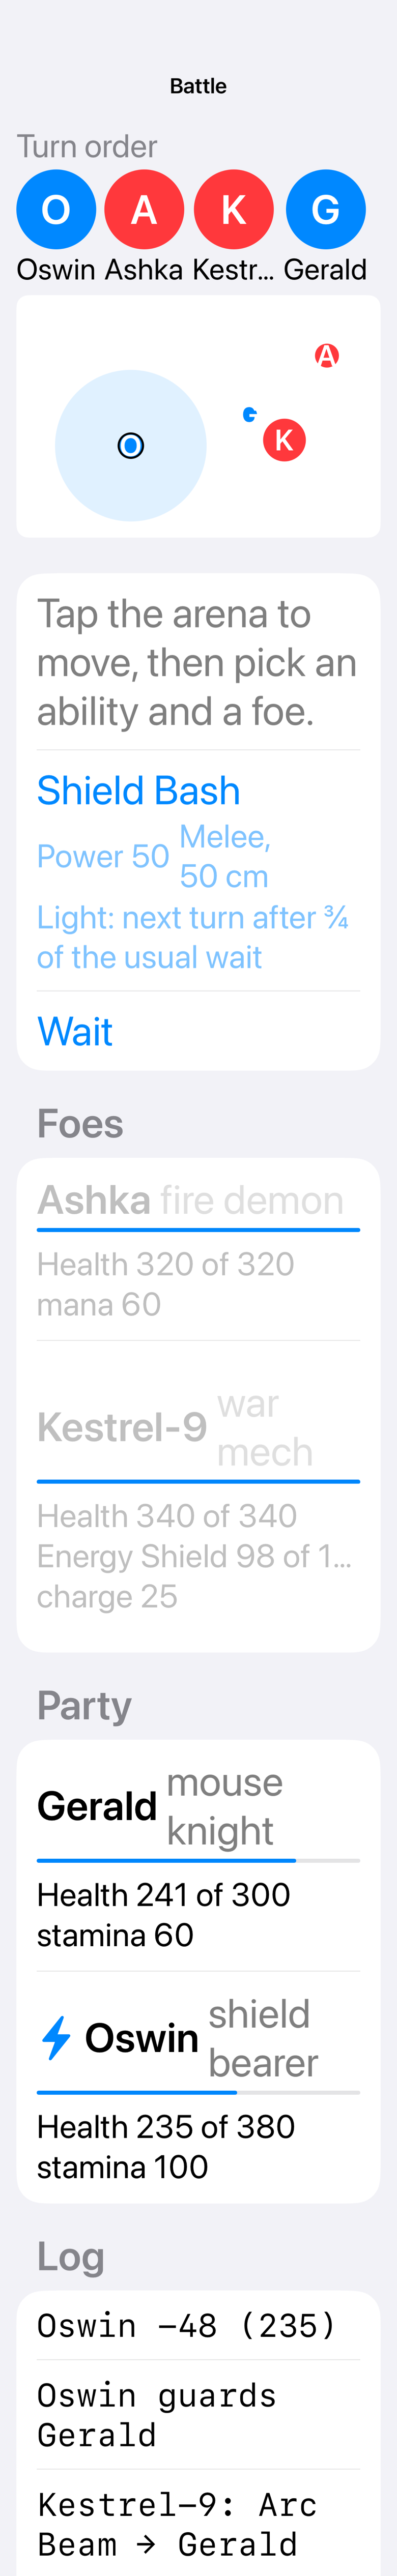 Battle
Turn order
O A K G
Oswin Ashka Kestr... Gerald
A
G
K
O
Tap the arena to
move, then pick an
ability and a foe.
Shield Bash
Power 50 Melee,
50 cm
Light: next turn after ¾
of the usual wait
Wait
Foes
Ashka fire demon
Health 320 of 320
mana 60
Kestrel-9 war
mech
Health 340 of 340
Energy Shield 98 of 1...
charge 25
Party
Gerald mouse
knight
Health 241 of 300
stamina 60
Oswin shield
bearer
Health 235 of 380
stamina 100
Log
Oswin −48 (235)
Oswin guards
Gerald
Kestrel-9: Arc
Beam → Gerald